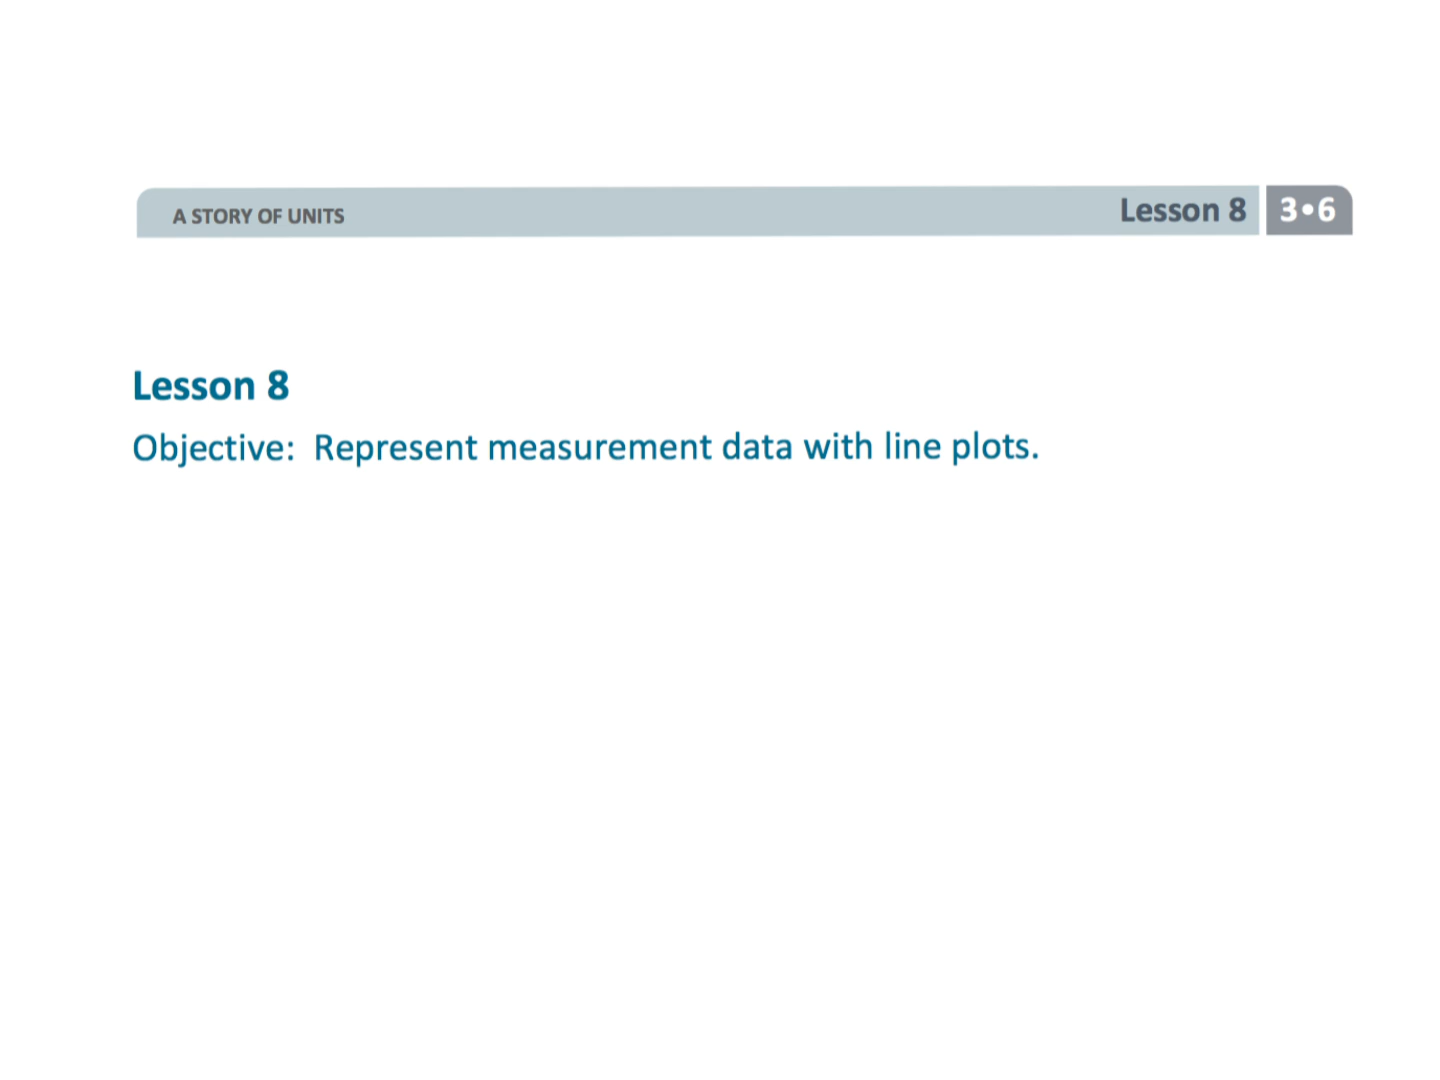 A STORY OF UNITS
Lesson 8
3•6
Lesson 8
Objective: Represent measurement data with line plots.